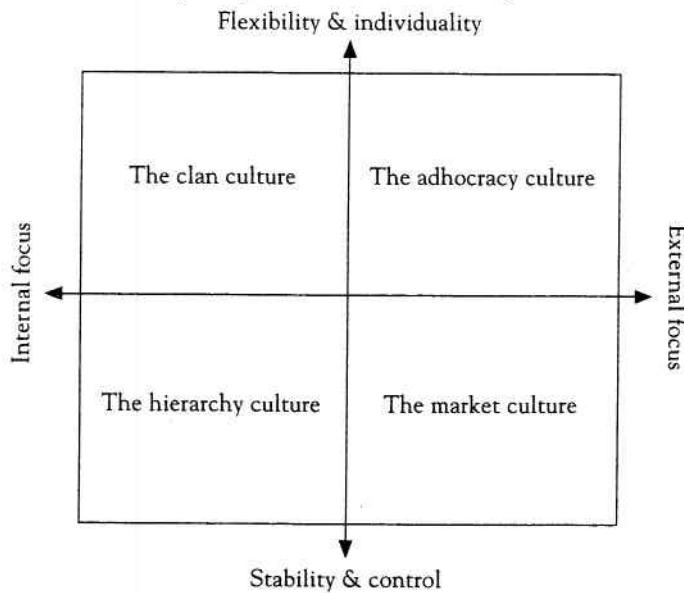 Flexibility & individuality
The clan culture
The adhocracy culture
Internal focus
External focus
The hierarchy culture
The market culture
Stability & control